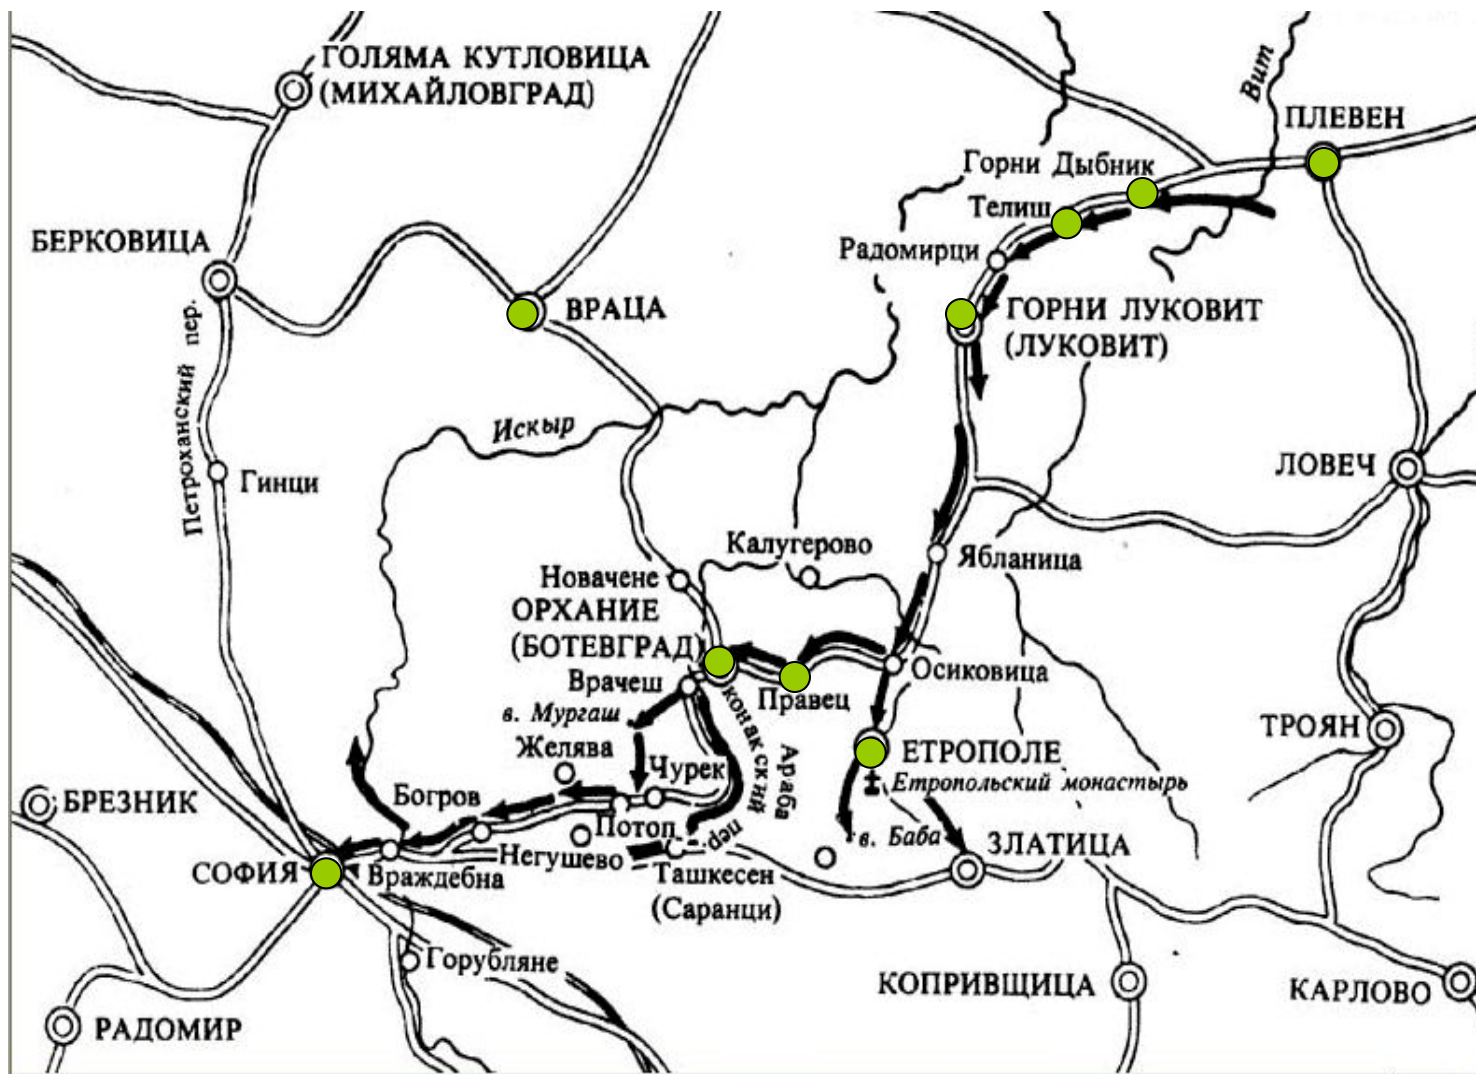 ГОЛЯМА КУТЛОВИЦА
(МИХАЙЛОВГРАД)
Вит
ПЛЕВЕН
Горни Дыбник
Телиш
Радомирци
БЕРКОВИЦА
Петроханский пер.
ВРАЦА
ГОРНИ ЛУКОВИТ
(ЛУКОВИТ)
Искыр
ЛОВЕЧ
Гинци
Калугерово
Ябланица
Новачене
ОРХАНИЕ
(БОТЕВГРАД)
Осиковица
Врачеш
Правец
в. Мургаш
Араба
конакский
пер.
ТРОЯН
ЕТРОПОЛЕ
Желява
Чурек
Етропольский монастырь
БРЕЗНИК
Богров
Потоп
в. Баба
ЗЛАТИЦА
Негушево
СОФИЯ
Враждебна
Ташкесен
(Саранци)
Горубляне
КОПРИВЩИЦА
КАРЛОВО
РАДОМИР